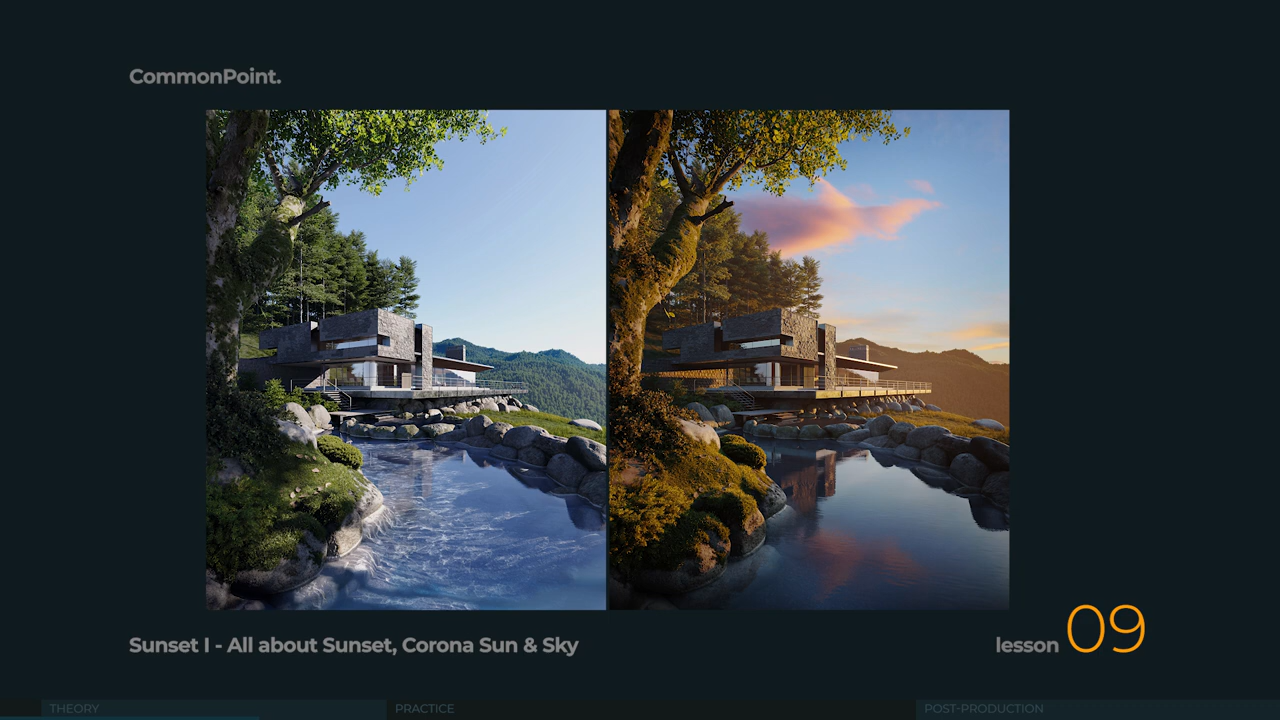 CommonPoint.
Sunset I - All about Sunset, Corona Sun & Sky
lesson 09
THEORY
PRACTICE
POST-PRODUCTION